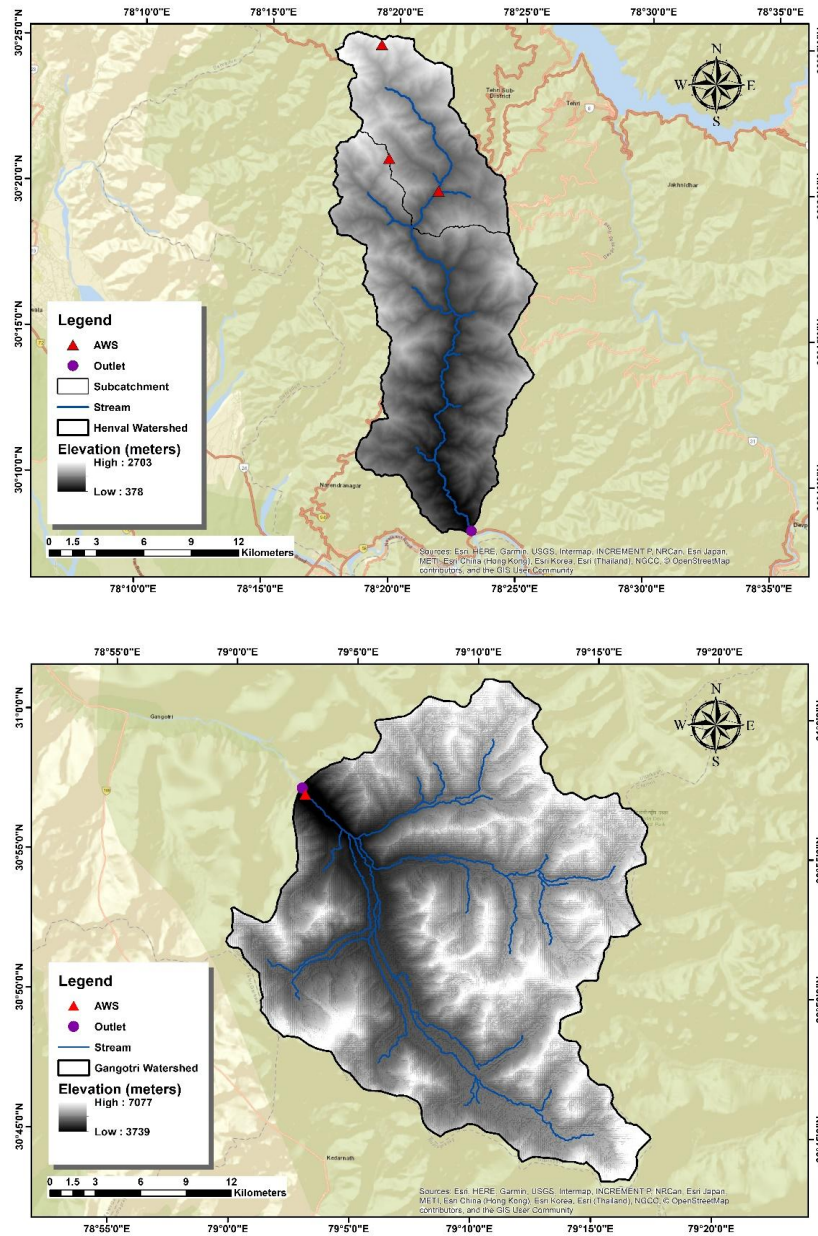 78°10'0"E 78°15'0"E 78°20'0"E 78°25'0"E 78°30'0"E 78°35'0"E
30°25'0"N
30°20'0"N
30°15'0"N
30°10'0"N
N
W E
S
Tehri Sub-
District
Tehri
Jakhnidhar
Narendranagar
Legend
AWS
Outlet
Subcatchment
Stream
Henval Watershed
Elevation (meters)
High : 2703
Low : 378
0 1.5 3 6 9 12
Kilometers
Sources: Esri, HERE, Garmin, USGS, Intermap, INCREMENT P, NRCan, Esri Japan,
METI, Esri China (Hong Kong), Esri Korea, Esri (Thailand), NGCC, © OpenStreetMap
contributors, and the GIS User Community
78°10'0"E 78°15'0"E 78°20'0"E 78°25'0"E 78°30'0"E 78°35'0"E
78°55'0"E 79°0'0"E 79°5'0"E 79°10'0"E 79°15'0"E 79°20'0"E
31°0'0"N
30°55'0"N
30°50'0"N
30°45'0"N
N
W E
S
Gangotri
Kedarnath
Legend
AWS
Outlet
Stream
Gangotri Watershed
Elevation (meters)
High : 7077
Low : 3739
0 1.5 3 6 9 12
Kilometers
Sources: Esri, HERE, Garmin, USGS, Intermap, INCREMENT P, NRCan, Esri Japan,
METI, Esri China (Hong Kong), Esri Korea, Esri (Thailand), NGCC, © OpenStreetMap
contributors, and the GIS User Community
78°55'0"E 79°0'0"E 79°5'0"E 79°10'0"E 79°15'0"E 79°20'0"E